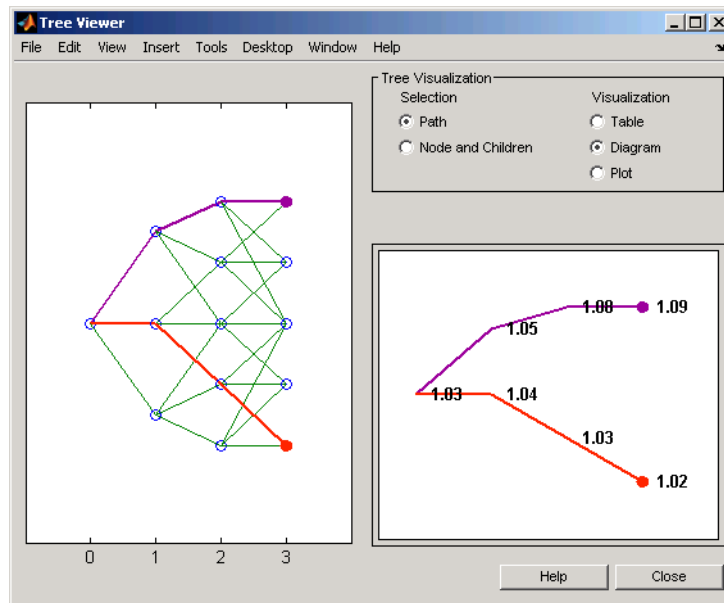 Tree Viewer
File Edit View Insert Tools Desktop Window Help
Tree Visualization
Selection Visualization
Path Table
Node and Children Diagram
Plot
1.08 1.09
1.05
1.03 1.04
1.03
1.02
0 1 2 3
Help Close